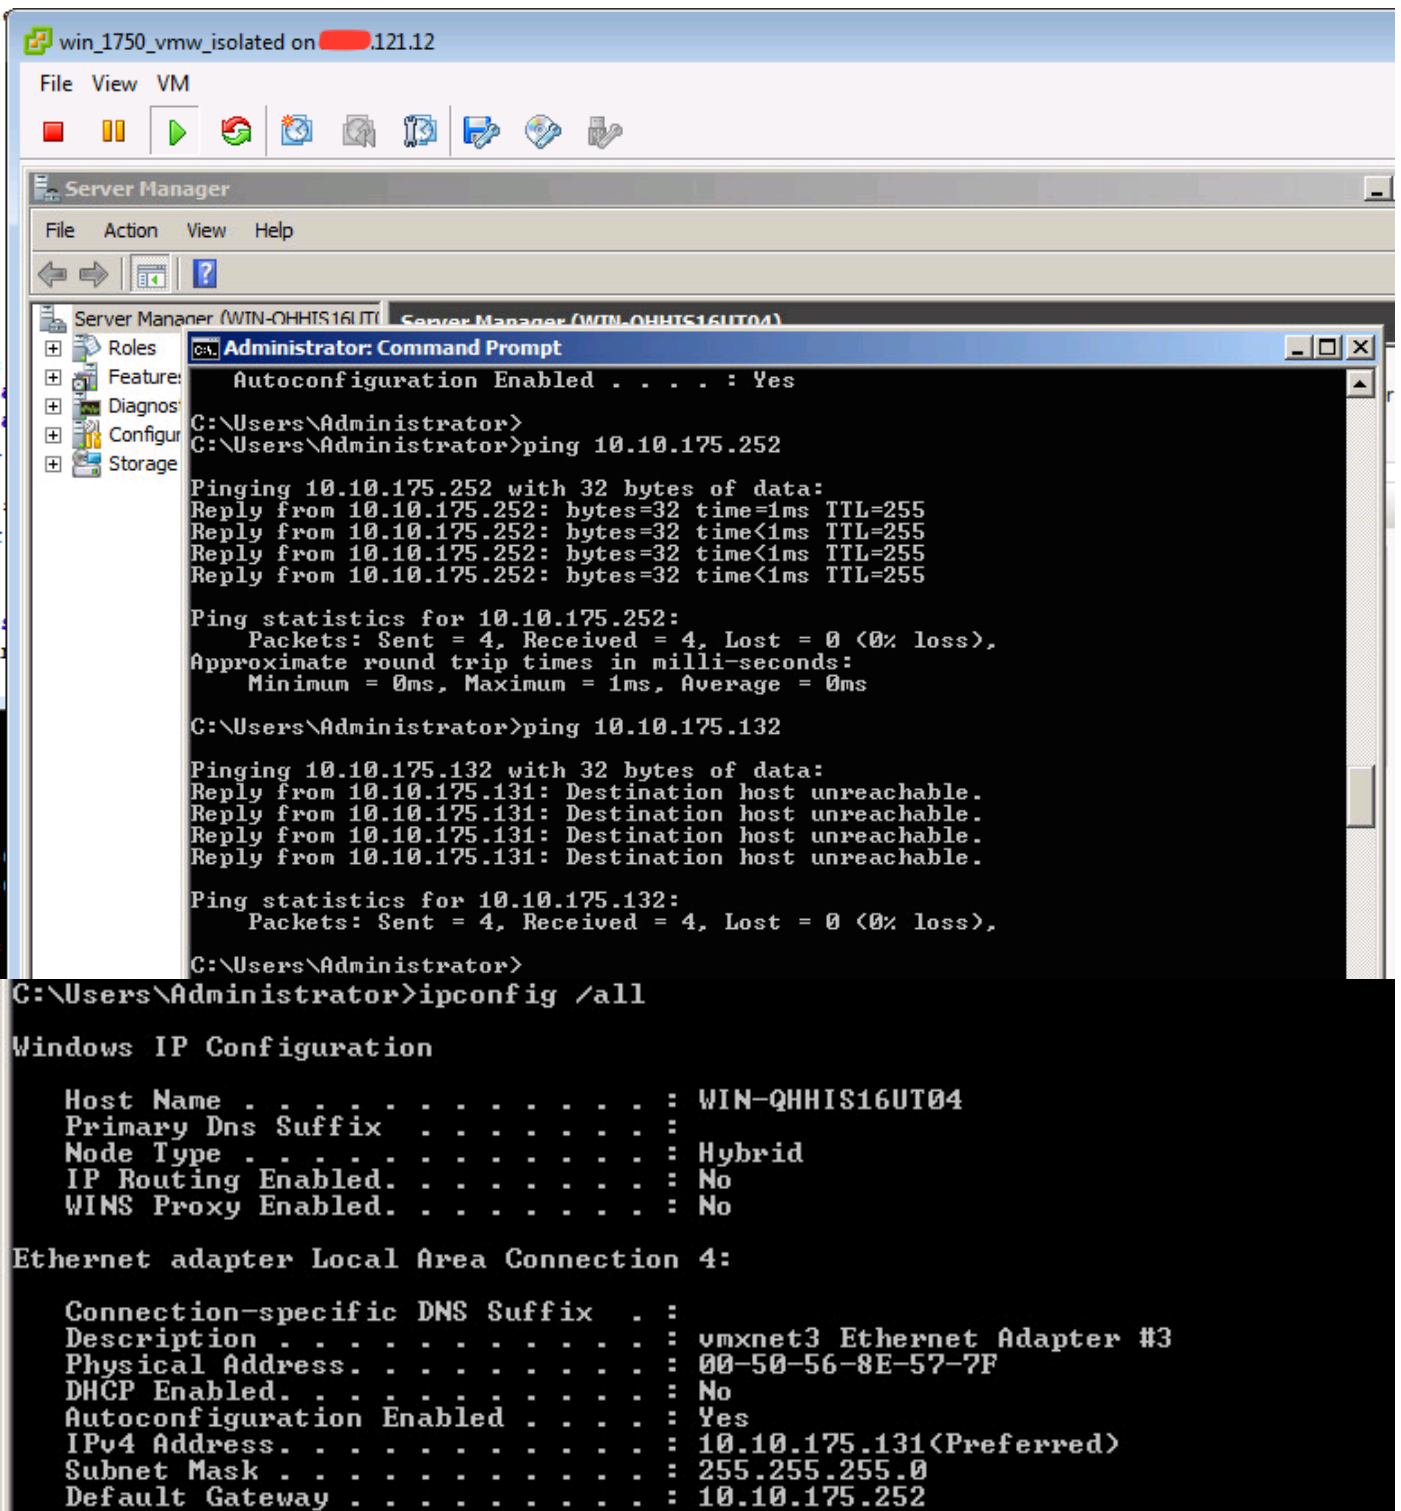 win_1750_vmw_isolated on .121.12
File View VM
Server Manager
File Action View Help
Server Manager (WIN-QHHIS16UT0
Server Manager (WIN-QHHIS16UT04)
Roles
Features
Diagnos
Configur
Storage
Administrator: Command Prompt
Autoconfiguration Enabled . . . . : Yes
C:\Users\Administrator>
C:\Users\Administrator>ping 10.10.175.252
Pinging 10.10.175.252 with 32 bytes of data:
Reply from 10.10.175.252: bytes=32 time=1ms TTL=255
Reply from 10.10.175.252: bytes=32 time<1ms TTL=255
Reply from 10.10.175.252: bytes=32 time<1ms TTL=255
Reply from 10.10.175.252: bytes=32 time<1ms TTL=255
Ping statistics for 10.10.175.252:
Packets: Sent = 4, Received = 4, Lost = 0 (0% loss),
Approximate round trip times in milli-seconds:
Minimum = 0ms, Maximum = 1ms, Average = 0ms
C:\Users\Administrator>ping 10.10.175.132
Pinging 10.10.175.132 with 32 bytes of data:
Reply from 10.10.175.131: Destination host unreachable.
Reply from 10.10.175.131: Destination host unreachable.
Reply from 10.10.175.131: Destination host unreachable.
Reply from 10.10.175.131: Destination host unreachable.
Ping statistics for 10.10.175.132:
Packets: Sent = 4, Received = 4, Lost = 0 (0% loss),
C:\Users\Administrator>
C:\Users\Administrator>ipconfig /all
Windows IP Configuration
Host Name . . . . . . . . . . . . : WIN-QHHIS16UT04
Primary Dns Suffix . . . . . . . :
Node Type . . . . . . . . . . . . : Hybrid
IP Routing Enabled. . . . . . . . : No
WINS Proxy Enabled. . . . . . . . : No
Ethernet adapter Local Area Connection 4:
Connection-specific DNS Suffix . :
Description . . . . . . . . . . . : vmxnet3 Ethernet Adapter #3
Physical Address. . . . . . . . . : 00-50-56-8E-57-7F
DHCP Enabled. . . . . . . . . . . : No
Autoconfiguration Enabled . . . . : Yes
IPv4 Address. . . . . . . . . . . : 10.10.175.131(Preferred)
Subnet Mask . . . . . . . . . . . : 255.255.255.0
Default Gateway . . . . . . . . . : 10.10.175.252